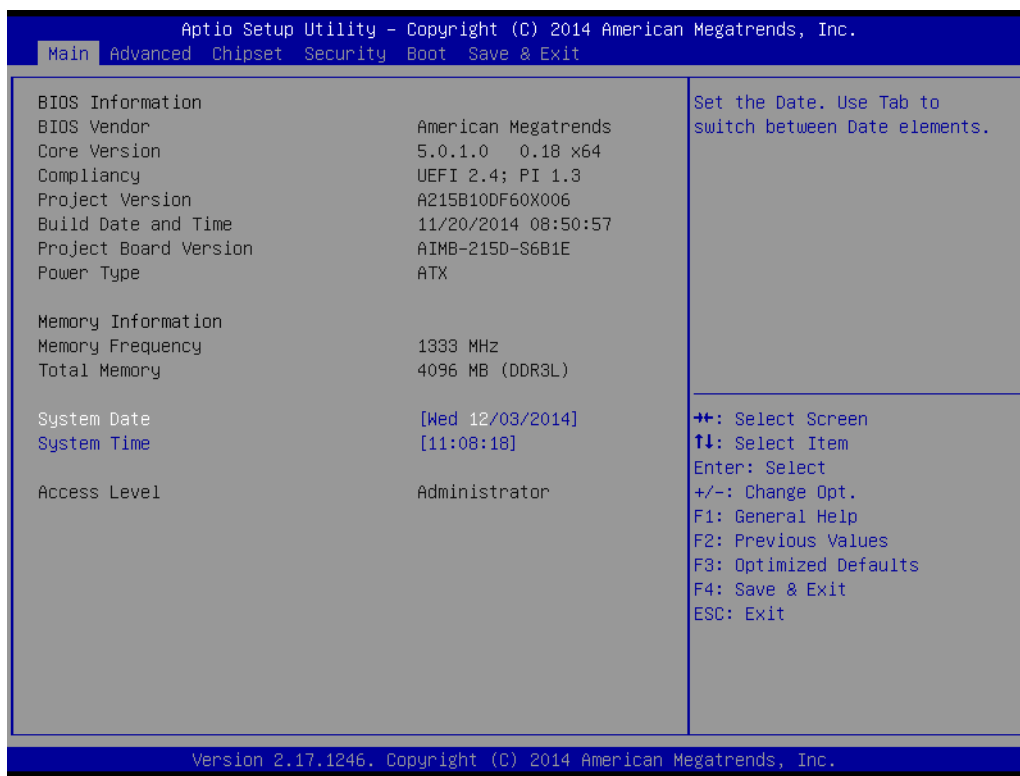 Aptio Setup Utility – Copyright (C) 2014 American Megatrends, Inc.
Main Advanced Chipset Security Boot Save & Exit
BIOS Information
BIOS Vendor American Megatrends
Core Version 5.0.1.0 0.18 x64
Compliancy UEFI 2.4; PI 1.3
Project Version A215B10DF60X006
Build Date and Time 11/20/2014 08:50:57
Project Board Version AIMB-215D-S6B1E
Power Type ATX
Memory Information
Memory Frequency 1333 MHz
Total Memory 4096 MB (DDR3L)
System Date [Wed 12/03/2014]
System Time [11:08:18]
Access Level Administrator
Set the Date. Use Tab to
switch between Date elements.
→←: Select Screen
↑↓: Select Item
Enter: Select
+/-: Change Opt.
F1: General Help
F2: Previous Values
F3: Optimized Defaults
F4: Save & Exit
ESC: Exit
Version 2.17.1246. Copyright (C) 2014 American Megatrends, Inc.